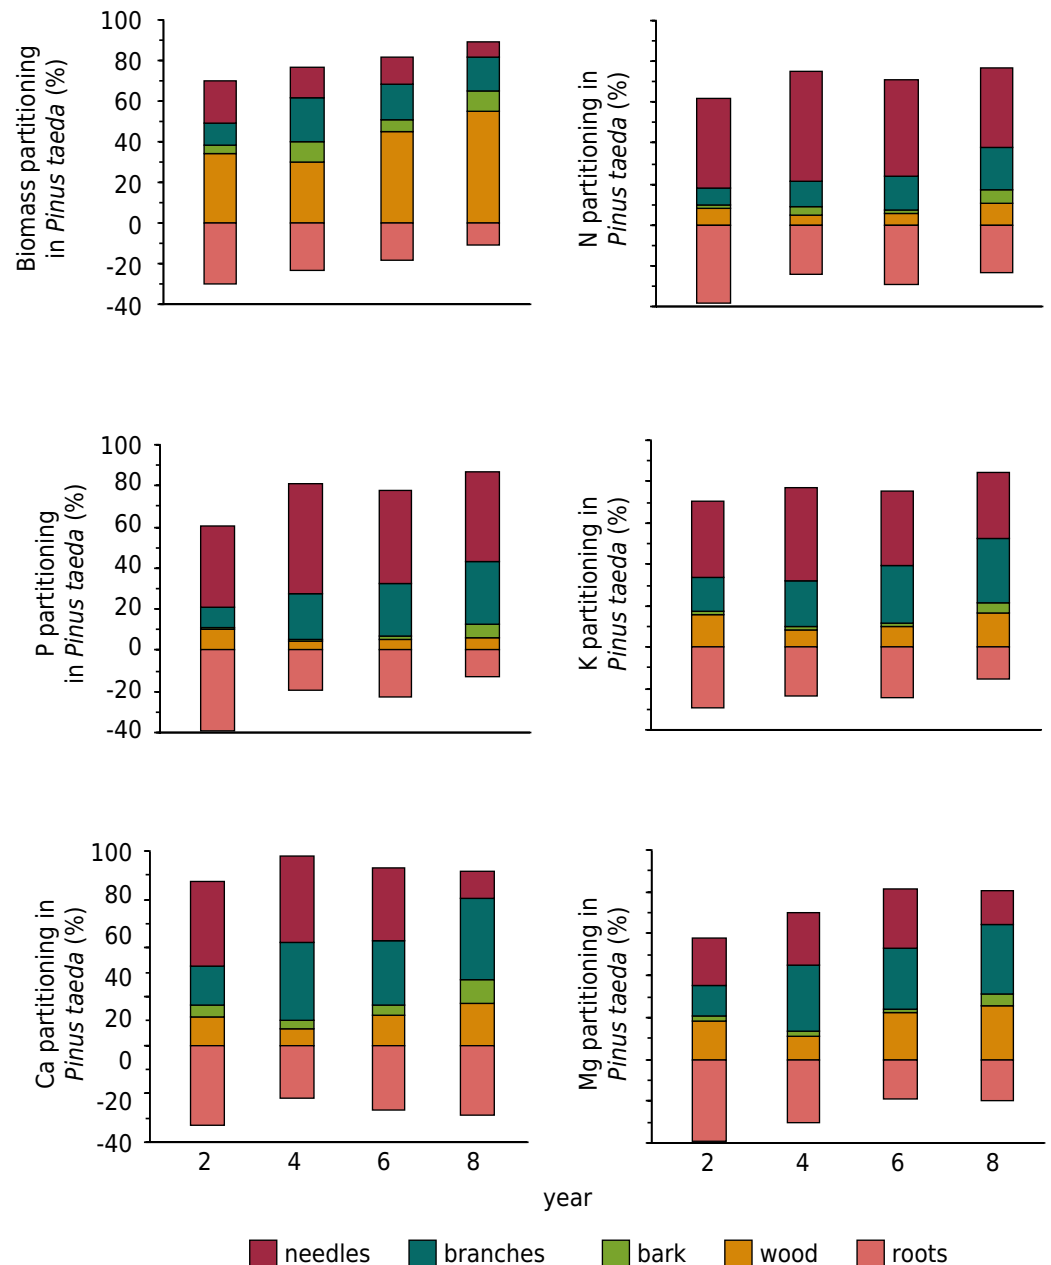 Biomass partitioning
in Pinus taeda (%)
100
80
60
40
20
0
-20
-40
N partitioning in
Pinus taeda (%)
P partitioning
in Pinus taeda (%)
100
80
60
40
20
0
-20
-40
K partitioning in
Pinus taeda (%)
Ca partitioning in
Pinus taeda (%)
100
80
60
40
20
0
-20
-40
2 4 6 8
Mg partitioning in
Pinus taeda (%)
2 4 6 8
year
needles branches bark wood roots